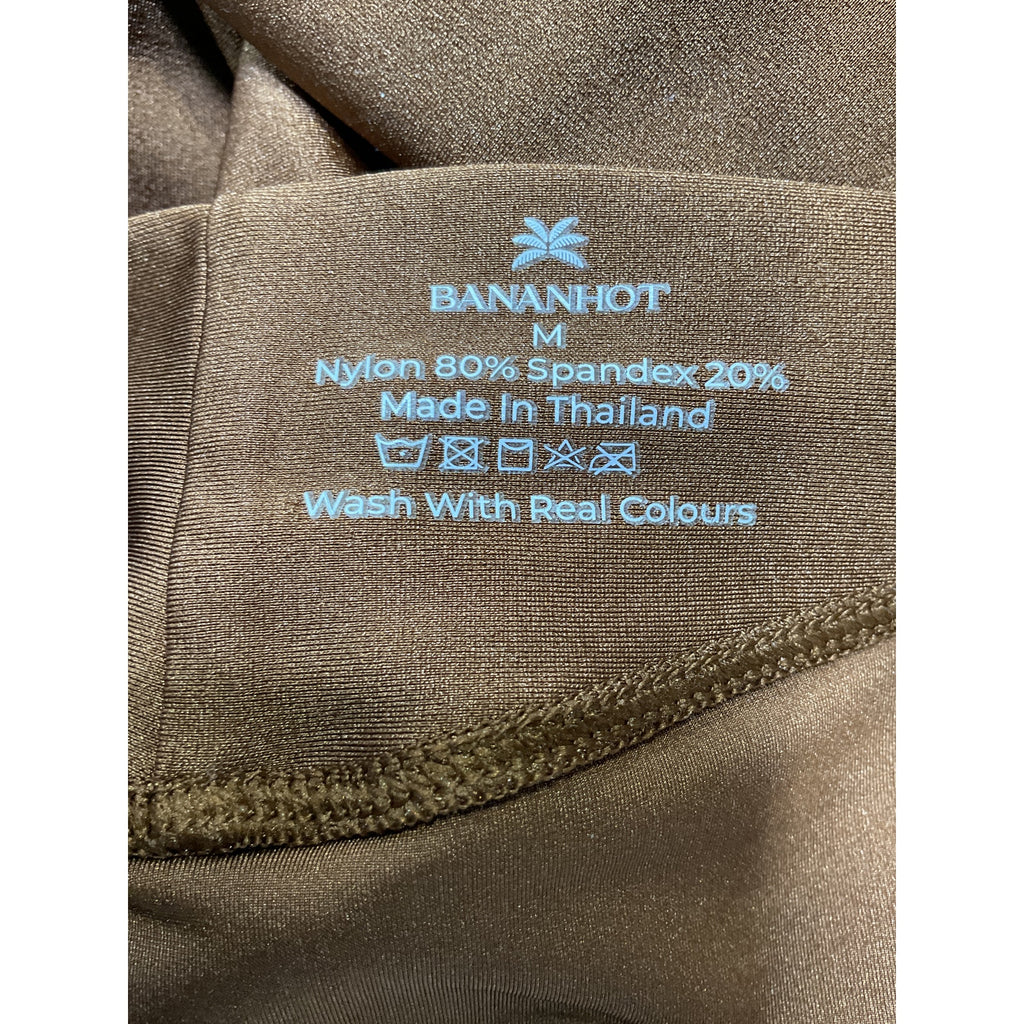 BANANHOT
M
Nylon 80% Spandex 20%
Made In Thailand
Wash With Real Colours